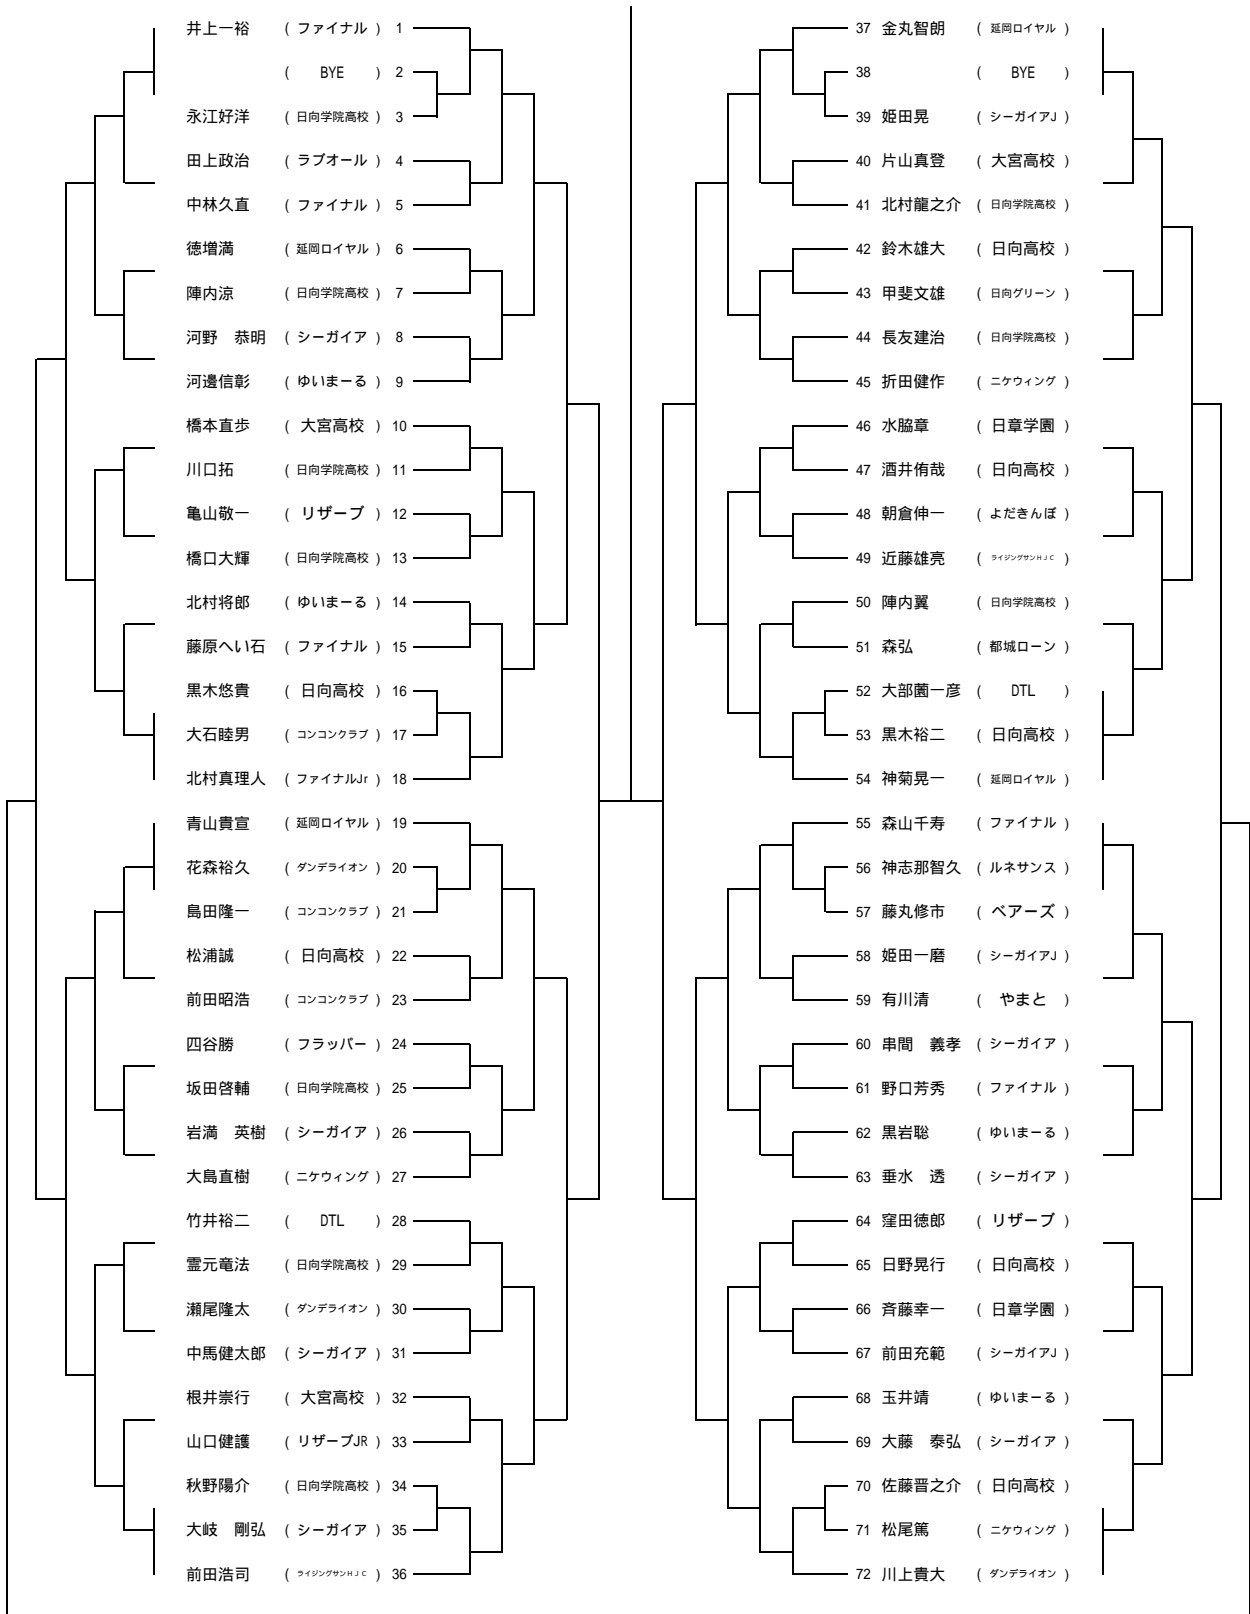 井上一裕 ( ファイナル ) 1
( BYE ) 2
永江好洋 ( 日向学院高校 ) 3
田上政治 ( ラブオール ) 4
中林久直 ( ファイナル ) 5
徳増満 ( 延岡ロイヤル ) 6
陣内涼 ( 日向学院高校 ) 7
河野　恭明 ( シーガイア ) 8
河邊信彰 ( ゆいまーる ) 9
橋本直歩 ( 大宮高校 ) 10
川口拓 ( 日向学院高校 ) 11
亀山敬一 ( リザーブ ) 12
橋口大輝 ( 日向学院高校 ) 13
北村将郎 ( ゆいまーる ) 14
藤原へい石 ( ファイナル ) 15
黒木悠貴 ( 日向高校 ) 16
大石睦男 ( コンコンクラブ ) 17
北村真理人 ( ファイナルJr ) 18
青山貴宣 ( 延岡ロイヤル ) 19
花森裕久 ( ダンデライオン ) 20
島田隆一 ( コンコンクラブ ) 21
松浦誠 ( 日向高校 ) 22
前田昭浩 ( コンコンクラブ ) 23
四谷勝 ( フラッパー ) 24
坂田啓輔 ( 日向学院高校 ) 25
岩満　英樹 ( シーガイア ) 26
大島直樹 ( ニケウィング ) 27
竹井裕二 ( DTL ) 28
霊元竜法 ( 日向学院高校 ) 29
瀬尾隆太 ( ダンデライオン ) 30
中馬健太郎 ( シーガイア ) 31
根井崇行 ( 大宮高校 ) 32
山口健護 ( リザーブJR ) 33
秋野陽介 ( 日向学院高校 ) 34
大岐　剛弘 ( シーガイア ) 35
前田浩司 ( ライジングサンHJC ) 36
37 金丸智朗 ( 延岡ロイヤル )
38 ( BYE )
39 姫田晃 ( シーガイアJ )
40 片山真登 ( 大宮高校 )
41 北村龍之介 ( 日向学院高校 )
42 鈴木雄大 ( 日向高校 )
43 甲斐文雄 ( 日向グリーン )
44 長友建治 ( 日向学院高校 )
45 折田健作 ( ニケウィング )
46 水脇章 ( 日章学園 )
47 酒井侑哉 ( 日向高校 )
48 朝倉伸一 ( よだきんぼ )
49 近藤雄亮 ( ライジングサンHJC )
50 陣内翼 ( 日向学院高校 )
51 森弘 ( 都城ローン )
52 大部薗一彦 ( DTL )
53 黒木裕二 ( 日向高校 )
54 神菊晃一 ( 延岡ロイヤル )
55 森山千寿 ( ファイナル )
56 神志那智久 ( ルネサンス )
57 藤丸修市 ( ベアーズ )
58 姫田一磨 ( シーガイアJ )
59 有川清 ( やまと )
60 串間　義孝 ( シーガイア )
61 野口芳秀 ( ファイナル )
62 黒岩聡 ( ゆいまーる )
63 垂水　透 ( シーガイア )
64 窪田徳郎 ( リザーブ )
65 日野晃行 ( 日向高校 )
66 斉藤幸一 ( 日章学園 )
67 前田充範 ( シーガイアJ )
68 玉井靖 ( ゆいまーる )
69 大藤　泰弘 ( シーガイア )
70 佐藤晋之介 ( 日向高校 )
71 松尾篤 ( ニケウィング )
72 川上貴大 ( ダンデライオン )